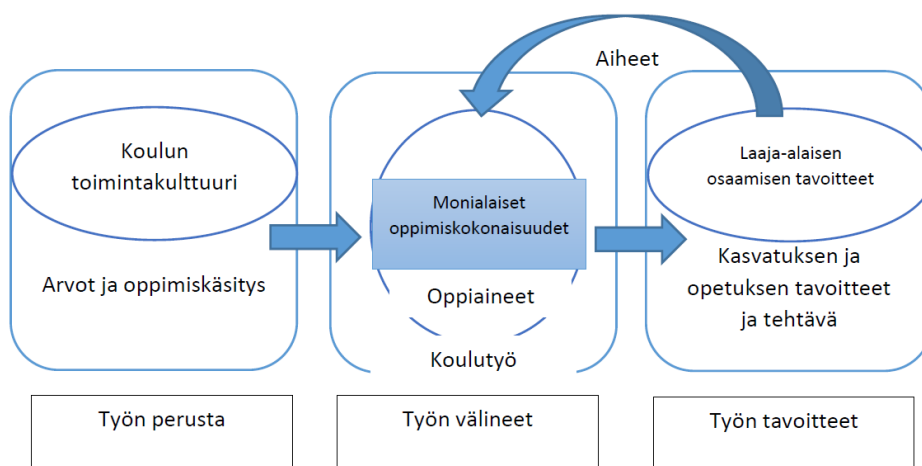 Aiheet
Koulun
toimintakulttuuri
Arvot ja oppimiskäsitys
Monialaiset
oppimiskokonaisuudet
Oppiaineet
Koulutyö
Laaja-alaisen
osaamisen tavoitteet
Kasvatuksen ja
opetuksen tavoitteet
ja tehtävä
Työn perusta
Työn välineet
Työn tavoitteet